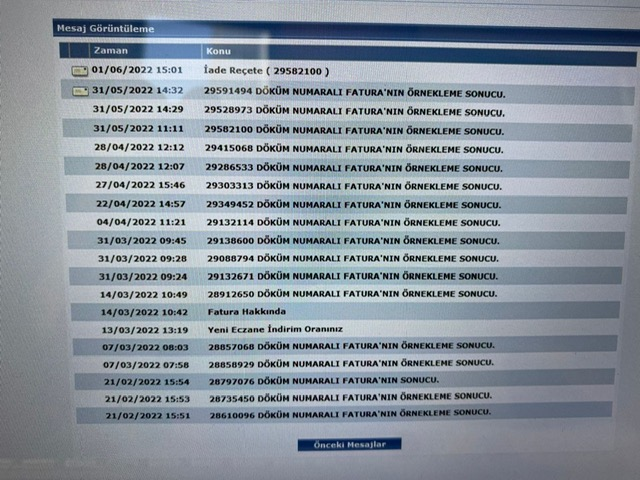 Mesaj Görüntüleme
Zaman Konu
01/06/2022 15:01 İade Reçete ( 29582100 )
31/05/2022 14:32 29591494 DÖKÜM NUMARALI FATURA'NIN ÖRNEKLEME SONUCU.
31/05/2022 14:29 29528973 DÖKÜM NUMARALI FATURA'NIN ÖRNEKLEME SONUCU.
31/05/2022 11:11 29582100 DÖKÜM NUMARALI FATURA'NIN ÖRNEKLEME SONUCU.
28/04/2022 12:12 29415068 DÖKÜM NUMARALI FATURA'NIN ÖRNEKLEME SONUCU.
28/04/2022 12:07 29286533 DÖKÜM NUMARALI FATURA'NIN ÖRNEKLEME SONUCU.
27/04/2022 15:46 29303313 DÖKÜM NUMARALI FATURA'NIN ÖRNEKLEME SONUCU.
22/04/2022 14:57 29349452 DÖKÜM NUMARALI FATURA'NIN ÖRNEKLEME SONUCU.
04/04/2022 11:21 29132114 DÖKÜM NUMARALI FATURA'NIN ÖRNEKLEME SONUCU.
31/03/2022 09:45 29138600 DÖKÜM NUMARALI FATURA'NIN ÖRNEKLEME SONUCU.
31/03/2022 09:28 29088794 DÖKÜM NUMARALI FATURA'NIN ÖRNEKLEME SONUCU.
31/03/2022 09:24 29132671 DÖKÜM NUMARALI FATURA'NIN ÖRNEKLEME SONUCU.
14/03/2022 10:49 28912650 DÖKÜM NUMARALI FATURA'NIN ÖRNEKLEME SONUCU.
14/03/2022 10:42 Fatura Hakkında
13/03/2022 13:19 Yeni Eczane İndirim Oranınız
07/03/2022 08:03 28857068 DÖKÜM NUMARALI FATURA'NIN ÖRNEKLEME SONUCU.
07/03/2022 07:58 28858929 DÖKÜM NUMARALI FATURA'NIN ÖRNEKLEME SONUCU.
21/02/2022 15:54 28797076 DÖKÜM NUMARALI FATURA'NIN SONUCU.
21/02/2022 15:53 28735450 DÖKÜM NUMARALI FATURA'NIN ÖRNEKLEME SONUCU.
21/02/2022 15:51 28610096 DÖKÜM NUMARALI FATURA'NIN ÖRNEKLEME SONUCU.
Önceki Mesajlar